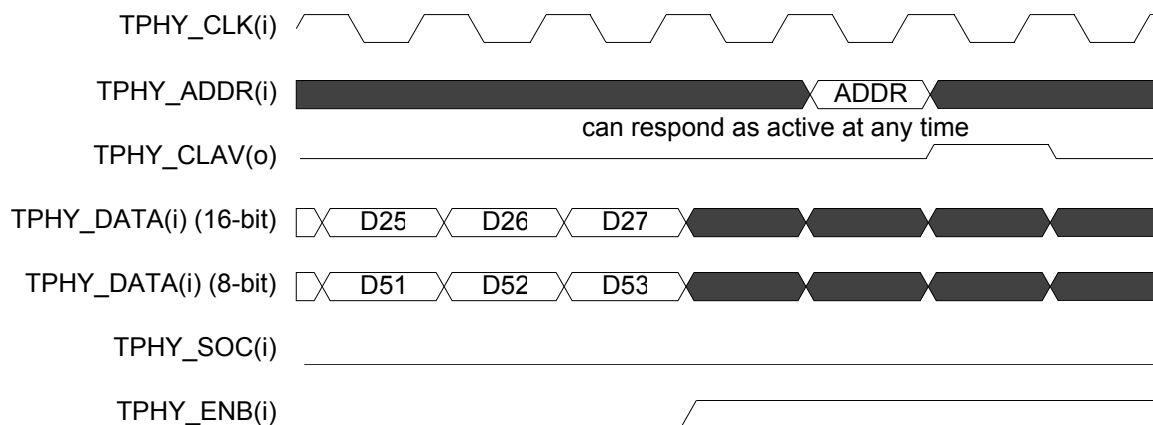 TPHY_CLK(i)
TPHY_ADDR(i) ADDR
can respond as active at any time
TPHY_CLAV(o)
TPHY_DATA(i) (16-bit) D25 D26 D27
TPHY_DATA(i) (8-bit) D51 D52 D53
TPHY_SOC(i)
TPHY_ENB(i)